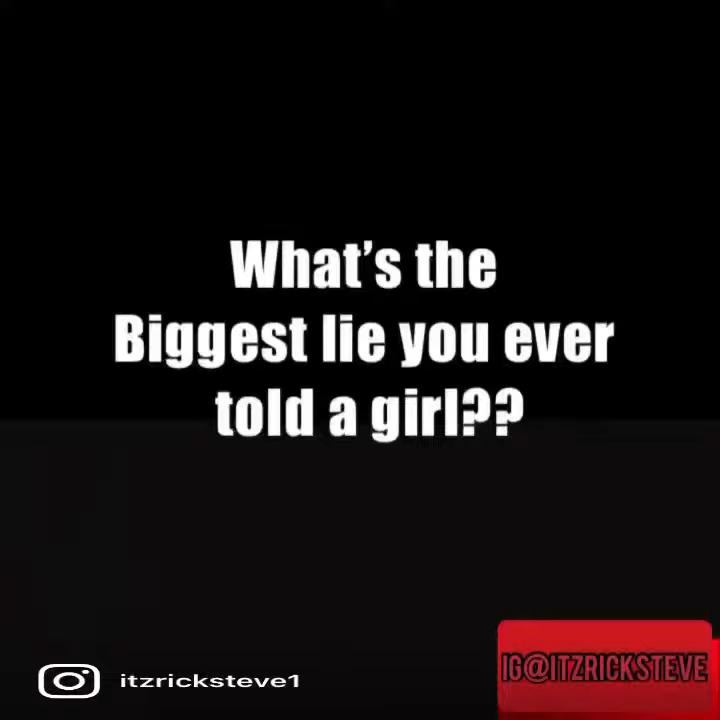 What's the
Biggest lie you ever
told a girl??
IG@ITZRICKSTEVE
itzricksteve1